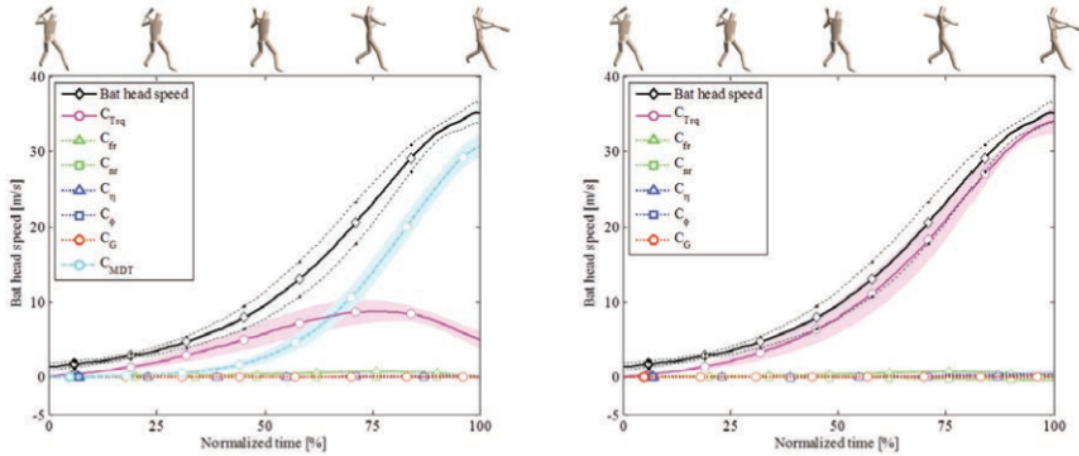 40
30
20
10
0
-5
Bat head speed [m/s]
Bat head speed
C_Trq
C_fr
C_nr
C_η
C_ϕ
C_G
C_MDT
0 25 50 75 100
Normalized time [%]
40
30
20
10
0
-5
Bat head speed [m/s]
Bat head speed
C_Trq
C_fr
C_nr
C_η
C_ϕ
C_G
0 25 50 75 100
Normalized time [%]